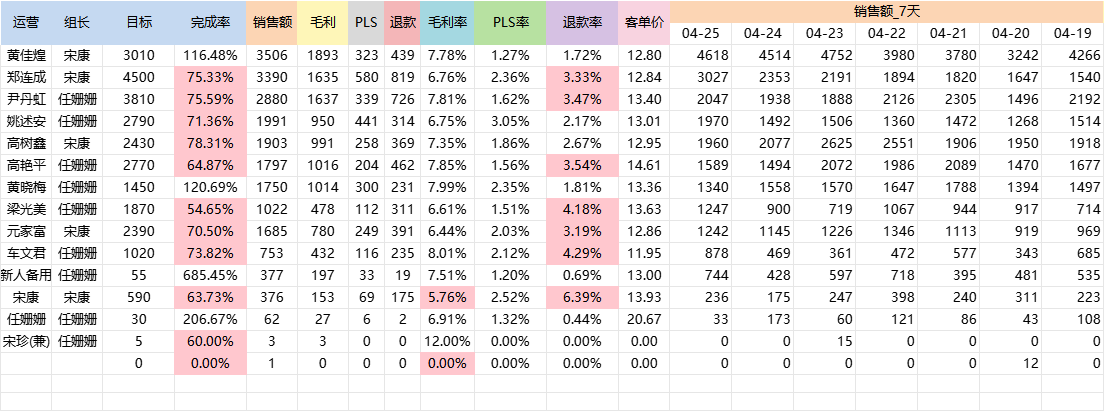 运营 组长 目标 完成率 销售额 毛利 PLS 退款 毛利率 PLS率 退款率 客单价 销售额_7天
04-25 04-24 04-23 04-22 04-21 04-20 04-19
黄佳煌 宋康 3010 116.48% 3506 1893 323 439 7.78% 1.27% 1.72% 12.80 4618 4514 4752 3980 3780 3242 4266
郑连成 宋康 4500 75.33% 3390 1635 580 819 6.76% 2.36% 3.33% 12.84 3027 2353 2191 1894 1820 1647 1540
尹丹虹 任姗姗 3810 75.59% 2880 1637 339 726 7.81% 1.62% 3.47% 13.40 2047 1938 1888 2126 2305 1496 2192
姚述安 任姗姗 2790 71.36% 1991 950 441 314 6.75% 3.05% 2.17% 13.01 1970 1492 1506 1360 1472 1268 1514
高树鑫 宋康 2430 78.31% 1903 991 258 369 7.35% 1.86% 2.67% 12.95 1960 2077 2625 2551 1906 1950 1918
高艳平 任姗姗 2770 64.87% 1797 1016 204 462 7.85% 1.56% 3.54% 14.61 1589 1494 2072 1986 2089 1470 1677
黄晓梅 任姗姗 1450 120.69% 1750 1014 300 231 7.99% 2.35% 1.81% 13.36 1340 1558 1570 1647 1788 1394 1497
梁光美 任姗姗 1870 54.65% 1022 478 112 311 6.61% 1.51% 4.18% 13.63 1247 900 719 1067 944 917 714
元家富 宋康 2390 70.50% 1685 780 249 391 6.44% 2.03% 3.19% 12.86 1242 1145 1226 1346 1113 919 969
车文君 任姗姗 1020 73.82% 753 432 116 235 8.01% 2.12% 4.29% 11.95 878 469 361 472 577 343 685
新人备用 任姗姗 55 685.45% 377 197 33 19 7.51% 1.20% 0.69% 13.00 744 428 597 718 395 481 535
宋康 宋康 590 63.73% 376 153 69 175 5.76% 2.52% 6.39% 13.93 236 175 247 398 240 311 223
任姗姗 任姗姗 30 206.67% 62 27 6 2 6.91% 1.32% 0.44% 20.67 33 173 60 121 86 43 108
宋珍(兼) 任姗姗 5 60.00% 3 3 0 0 12.00% 0.00% 0.00% 0.00 0 0 15 0 0 0 0
0 0.00% 1 0 0 0 0.00% 0.00% 0.00% 0.00 0 0 0 0 0 12 0